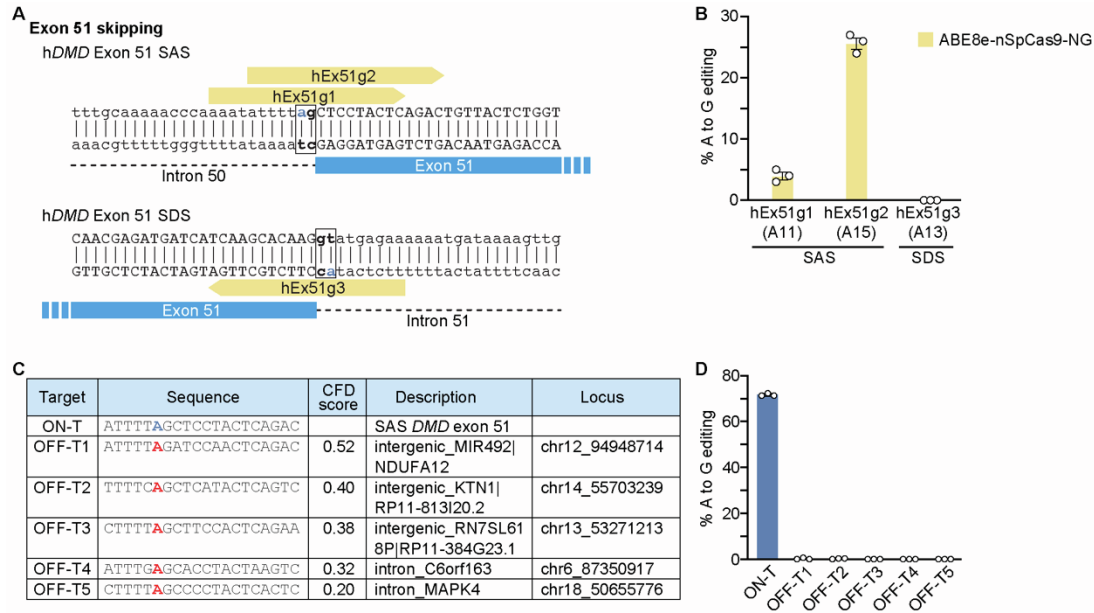 A
Exon 51 skipping
hDMD Exon 51 SAS
hEx51g2
hEx51g1
tttgcaaaaacccaaaatattttagCTCCTACTCAGACTGTTACTCTGGT
aaacgtttttgggttttataaaatcGAGGATGAGTCTGACAATGAGACCA
Intron 50
Exon 51
hDMD Exon 51 SDS
CAACGAGATGATCATCAAGCACAAGgtatgagaaaaaatgataaaagttg
GTTGCTCTACTAGTAGTTCGTCTTCcatactcttttttactattttcaac
hEx51g3
Exon 51
Intron 51
B
ABE8e-nSpCas9-NG
% A to G editing
30
20
10
0
hEx51g1 hEx51g2 hEx51g3
(A11) (A15) (A13)
SAS SDS
C
Target Sequence CFD score Description Locus
ON-T ATTTTAGCTCCTACTCAGAC SAS DMD exon 51
OFF-T1 ATTTTAGATCCAACTCAGAC 0.52 intergenic_MIR492| chr12_94948714
NDUFA12
OFF-T2 TTTTCAGCTCATACTCAGTC 0.40 intergenic_KTN1| chr14_55703239
RP11-813I20.2
OFF-T3 CTTTTAGCTTCCACTCAGAA 0.38 intergenic_RN7SL61 chr13_53271213
8P|RP11-384G23.1
OFF-T4 ATTTGAGCACCTACTAAGTC 0.32 intron_C6orf163 chr6_87350917
OFF-T5 CTTTTAGCCCCTACTCACTC 0.20 intron_MAPK4 chr18_50655776
D
% A to G editing
80
60
40
20
0
ON-T OFF-T1 OFF-T2 OFF-T3 OFF-T4 OFF-T5